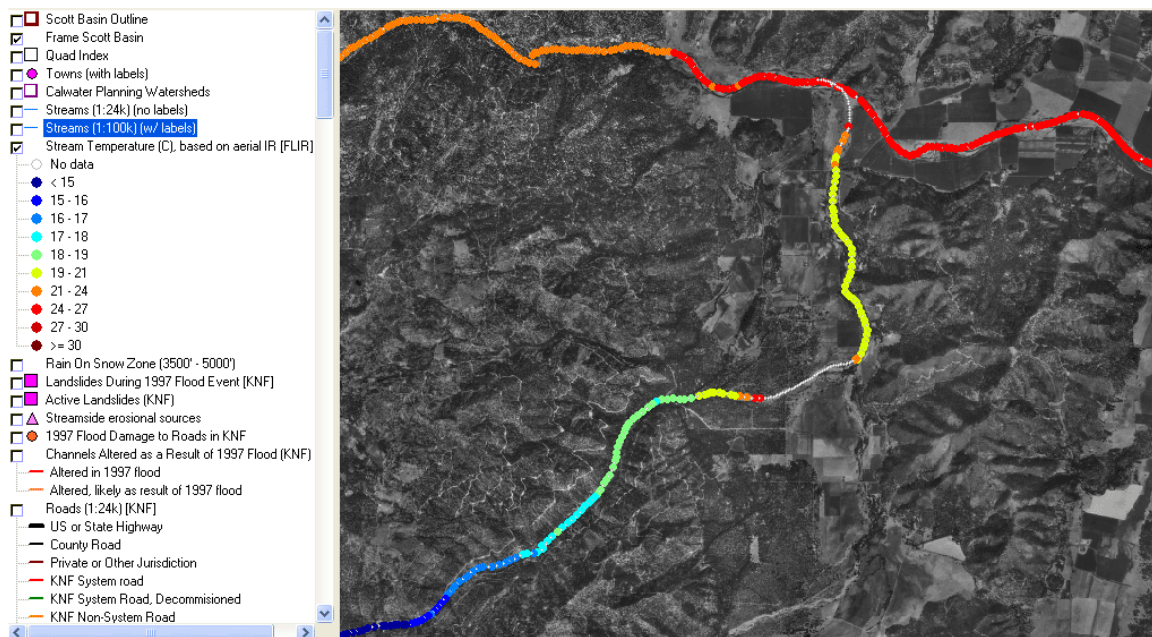 Scott Basin Outline
Frame Scott Basin
Quad Index
Towns (with labels)
Calwater Planning Watersheds
Streams (1:24k) (no labels)
Streams (1:100k) (w/ labels)
Stream Temperature (C), based on aerial IR [FLIR]
No data
< 15
15 - 16
16 - 17
17 - 18
18 - 19
19 - 21
21 - 24
24 - 27
27 - 30
>= 30
Rain On Snow Zone (3500' - 5000')
Landslides During 1997 Flood Event [KNF]
Active Landslides (KNF)
Streamside erosional sources
1997 Flood Damage to Roads in KNF
Channels Altered as a Result of 1997 Flood (KNF)
Altered in 1997 flood
Altered, likely as result of 1997 flood
Roads (1:24k) [KNF]
US or State Highway
County Road
Private or Other Jurisdiction
KNF System road
KNF System Road, Decommisioned
KNF Non-System Road